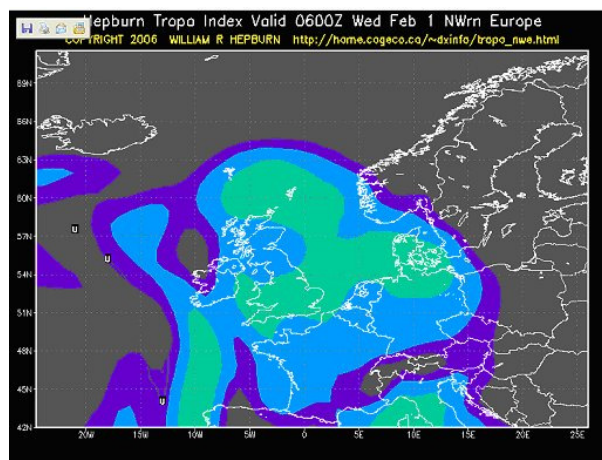 Hepburn Tropo Index Valid 0600Z Wed Feb 1 NWrn Europe
COPYRIGHT 2006 WILLIAM R HEPBURN http://home.cogeco.ca/~dxinfo/tropo_nwe.html
69N
66N
63N
60N
57N
U
U
54N
51N
48N
45N
U
42N
20W 15W 10W 5W 0 5E 10E 15E 20E 25E